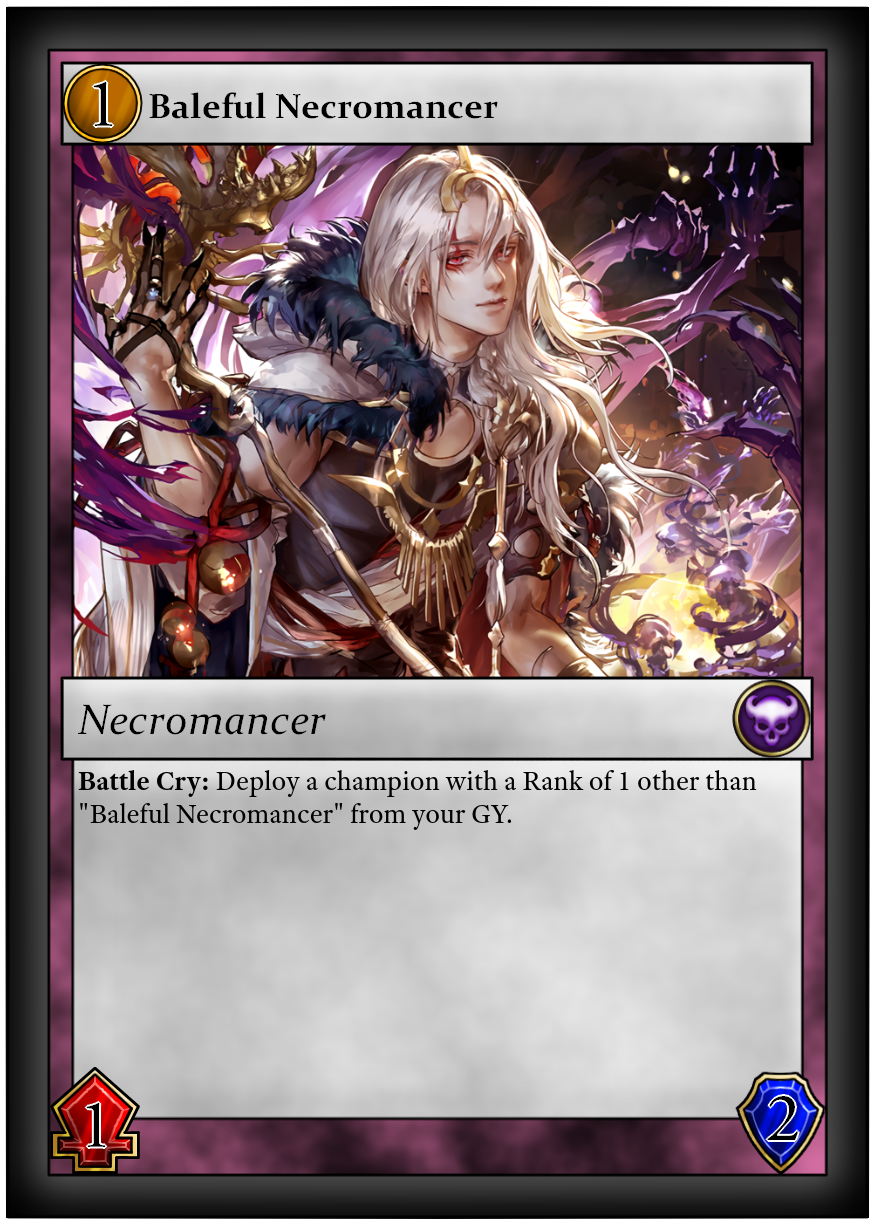 1 Baleful Necromancer
Necromancer
Battle Cry: Deploy a champion with a Rank of 1 other than
"Baleful Necromancer" from your GY.
1
2